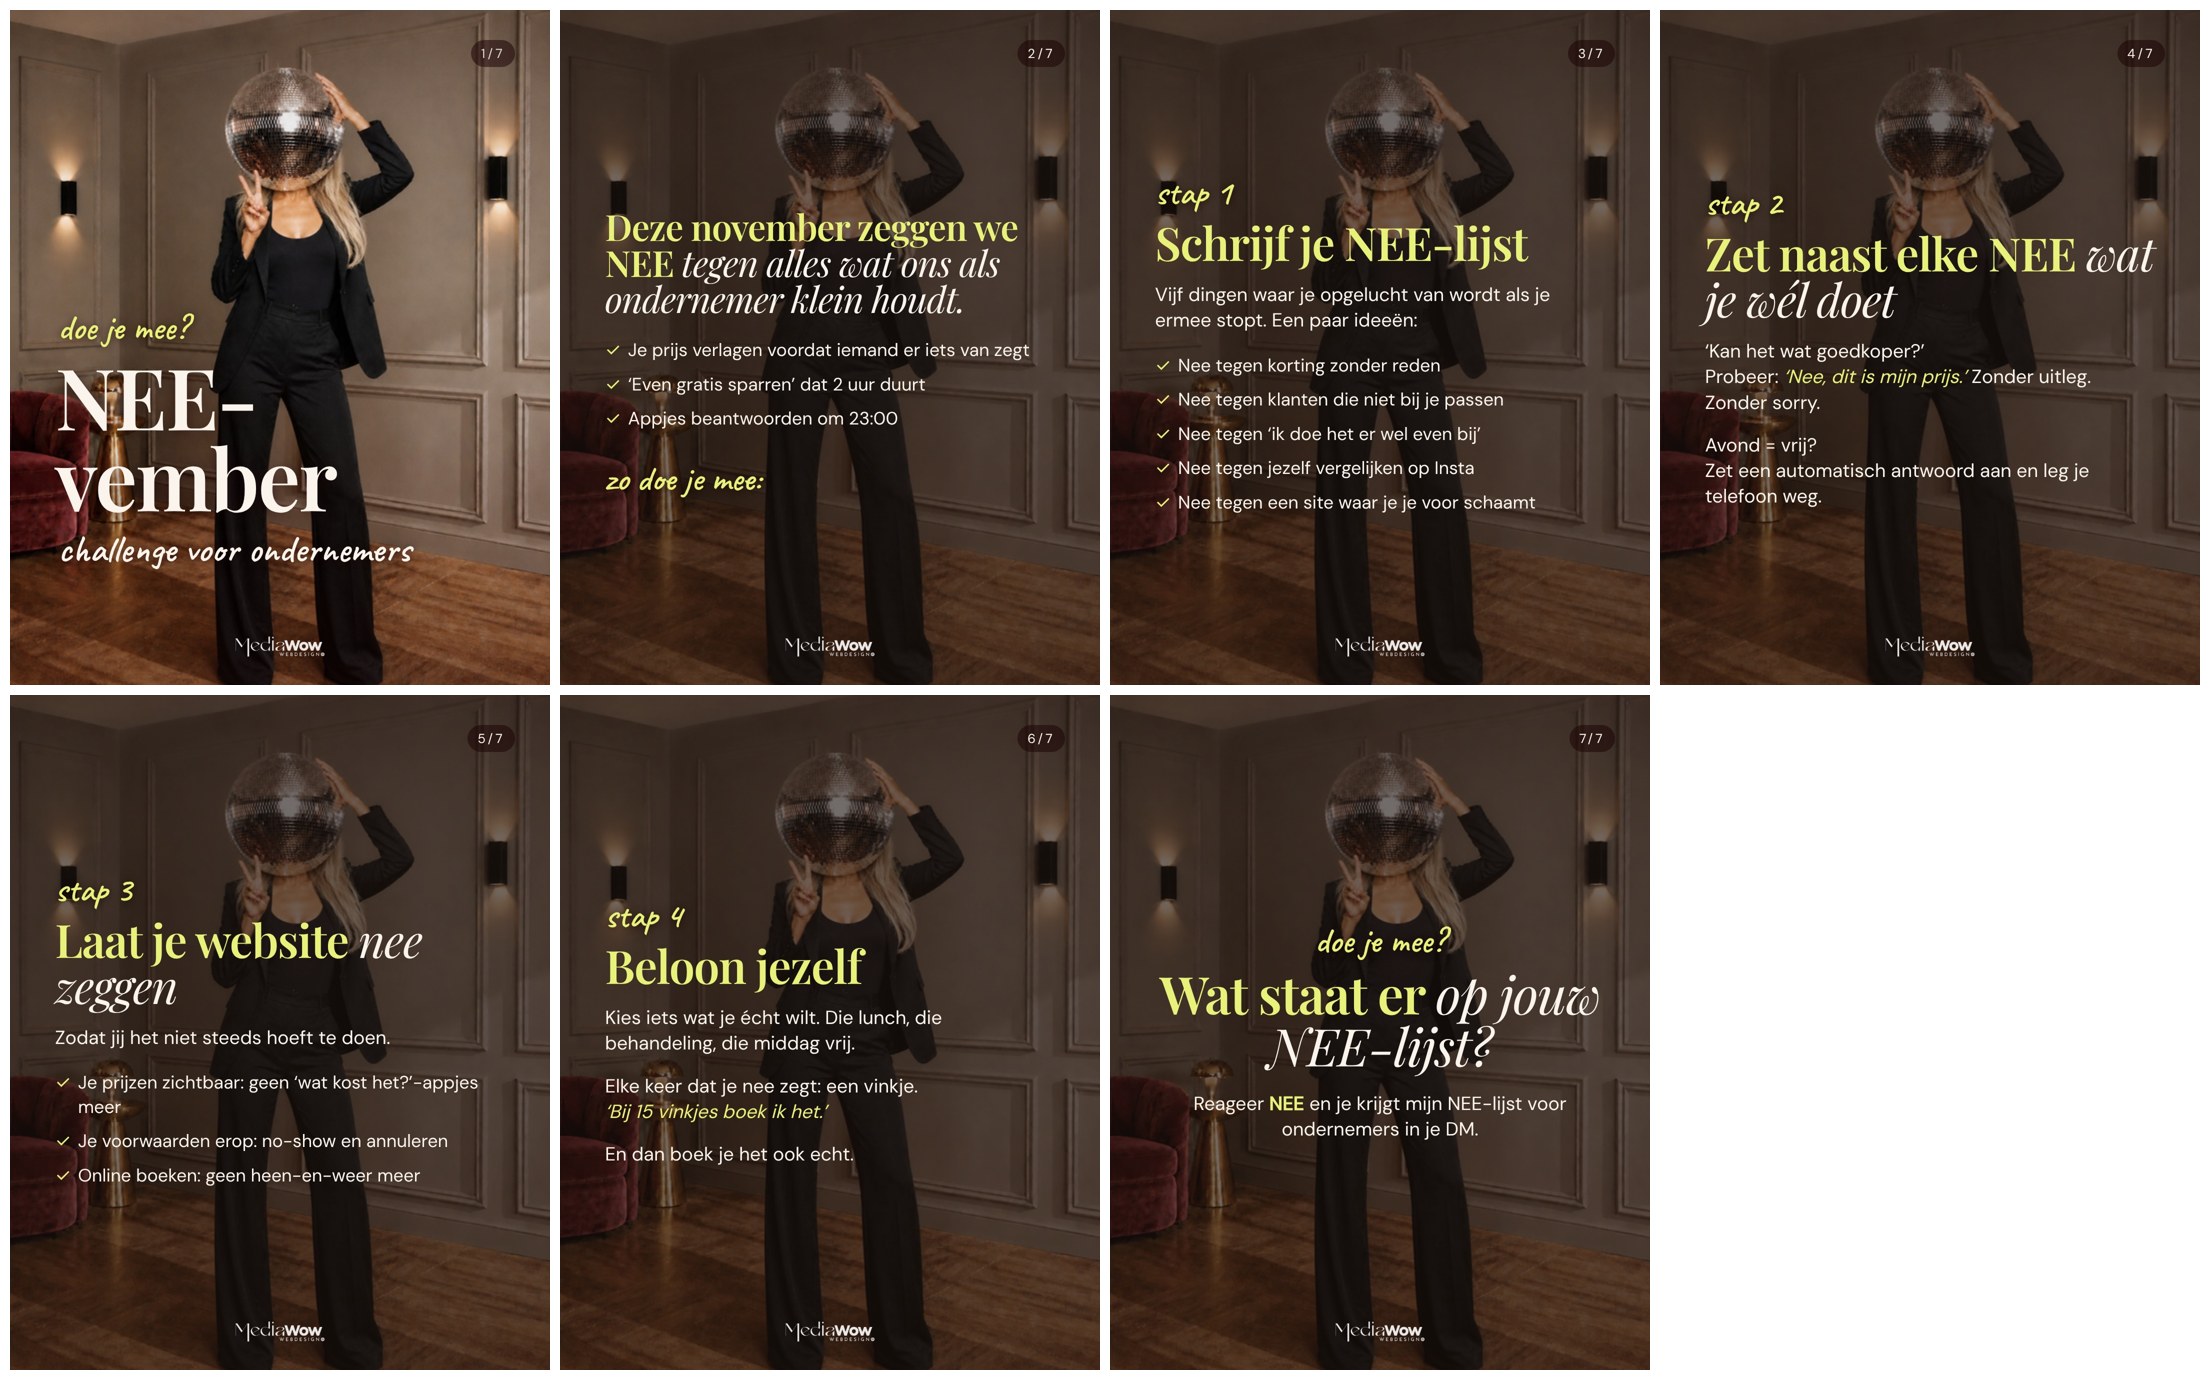 1/7
doe je mee?
NEE-
vember
challenge voor ondernemers
MediaWow
WEBDESIGN
2/7
Deze november zeggen we
NEE tegen alles wat ons als
ondernemer klein houdt.
✓ Je prijs verlagen voordat iemand er iets van zegt
✓ ‘Even gratis sparren’ dat 2 uur duurt
✓ Appjes beantwoorden om 23:00
zo doe je mee:
MediaWow
WEBDESIGN
3/7
stap 1
Schrijf je NEE-lijst
Vijf dingen waar je opgelucht van wordt als je
ermee stopt. Een paar ideeën:
✓ Nee tegen korting zonder reden
✓ Nee tegen klanten die niet bij je passen
✓ Nee tegen ‘ik doe het er wel even bij’
✓ Nee tegen jezelf vergelijken op Insta
✓ Nee tegen een site waar je je voor schaamt
MediaWow
WEBDESIGN
4/7
stap 2
Zet naast elke NEE wat
je wél doet
‘Kan het wat goedkoper?’
Probeer: ‘Nee, dit is mijn prijs.’ Zonder uitleg.
Zonder sorry.
Avond = vrij?
Zet een automatisch antwoord aan en leg je
telefoon weg.
MediaWow
WEBDESIGN
5/7
stap 3
Laat je website nee
zeggen
Zodat jij het niet steeds hoeft te doen.
✓ Je prijzen zichtbaar: geen ‘wat kost het?’-appjes
meer
✓ Je voorwaarden erop: no-show en annuleren
✓ Online boeken: geen heen-en-weer meer
MediaWow
WEBDESIGN
6/7
stap 4
Beloon jezelf
Kies iets wat je écht wilt. Die lunch, die
behandeling, die middag vrij.
Elke keer dat je nee zegt: een vinkje.
‘Bij 15 vinkjes boek ik het.’
En dan boek je het ook echt.
MediaWow
WEBDESIGN
7/7
doe je mee?
Wat staat er op jouw
NEE-lijst?
Reageer NEE en je krijgt mijn NEE-lijst voor
ondernemers in je DM.
MediaWow
WEBDESIGN